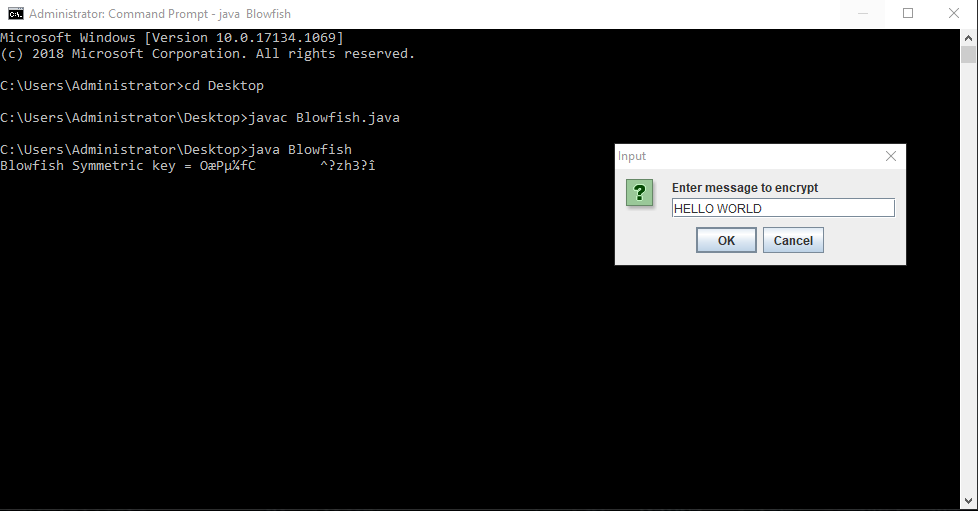 Administrator: Command Prompt - java  Blowfish
Microsoft Windows [Version 10.0.17134.1069]
(c) 2018 Microsoft Corporation. All rights reserved.
C:\Users\Administrator>cd Desktop
C:\Users\Administrator\Desktop>javac Blowfish.java
C:\Users\Administrator\Desktop>java Blowfish
Blowfish Symmetric key = OæPµ¼fC        ^?zh3?î
Input
Enter message to encrypt
?
HELLO WORLD
OK Cancel